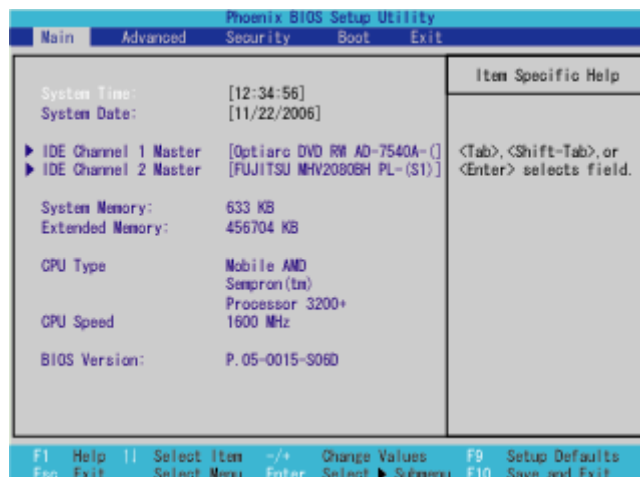 Phoenix BIOS Setup Utility
Main Advanced Security Boot Exit
Item Specific Help
System Time: [12:34:56]
System Date: [11/22/2006]
IDE Channel 1 Master [Optiarc DVD RW AD-7540A-(]
IDE Channel 2 Master [FUJITSU MHV2080BH PL-(S1)]
<Tab>, <Shift-Tab>, or
<Enter> selects field.
System Memory: 633 KB
Extended Memory: 456704 KB
CPU Type Mobile AMD
Sempron(tm)
Processor 3200+
CPU Speed 1600 MHz
BIOS Version: P.05-0015-S06D
F1 Help ↑↓ Select Item -/+ Change Values F9 Setup Defaults
Esc Exit Select Menu Enter Select ▶ Submenu F10 Save and Exit